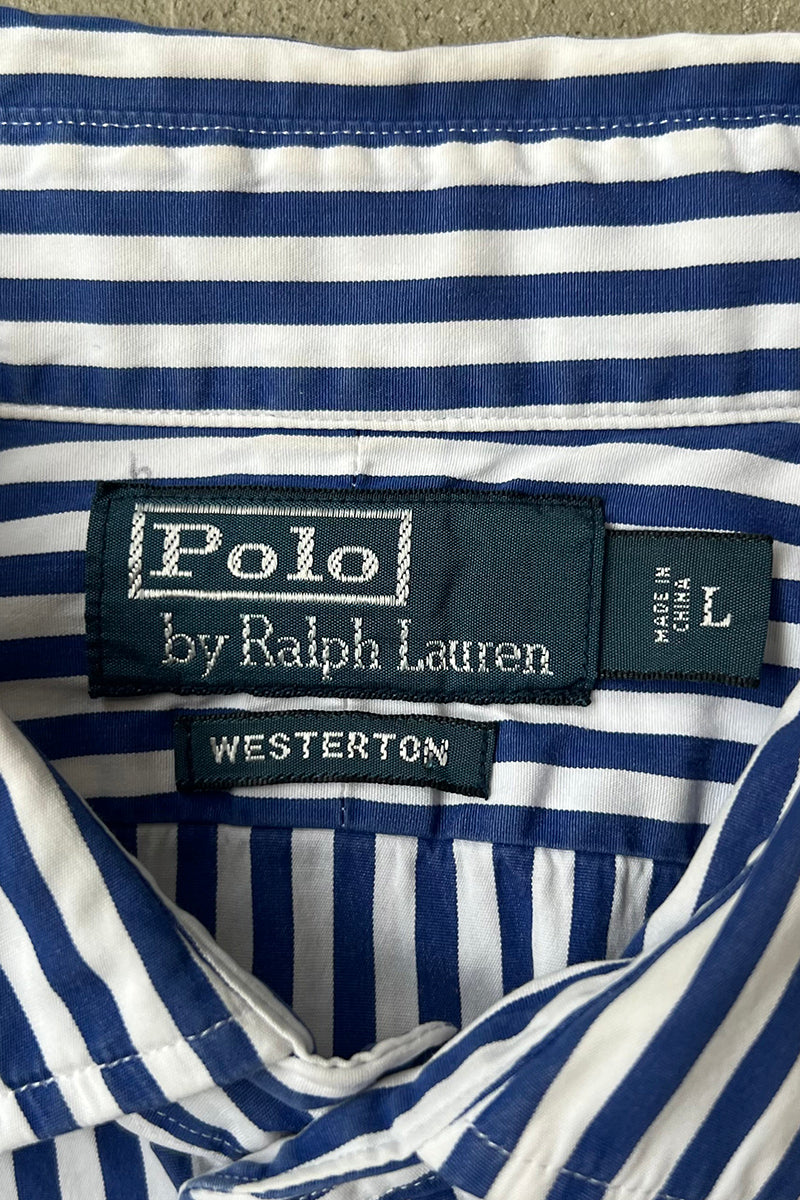 Polo
by Ralph Lauren
MADE IN
CHINA
L
WESTERTON